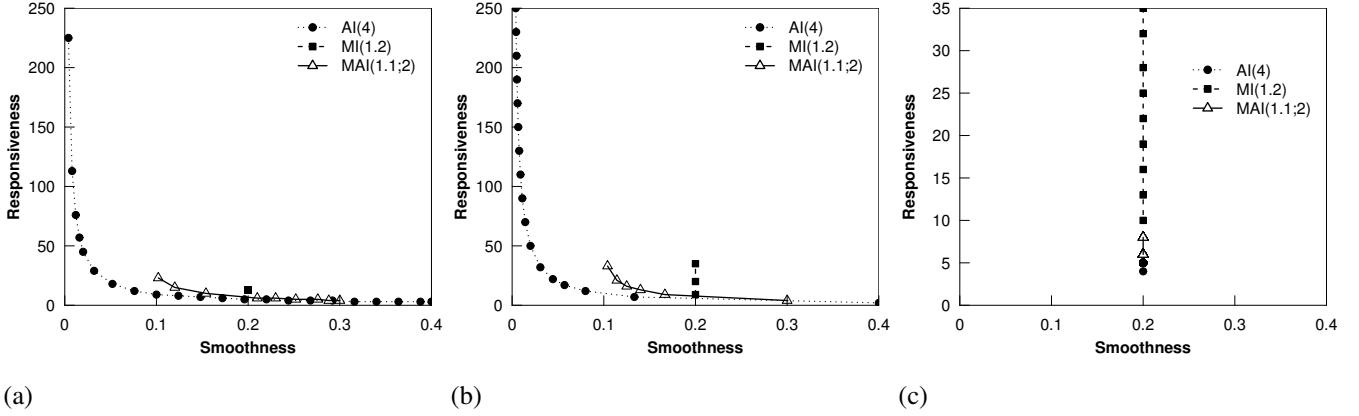 250
200
150
100
50
0
Responsiveness
0 0.1 0.2 0.3 0.4
Smoothness
AI(4)
MI(1.2)
MAI(1.1;2)
(a)
250
200
150
100
50
0
Responsiveness
0 0.1 0.2 0.3 0.4
Smoothness
AI(4)
MI(1.2)
MAI(1.1;2)
(b)
35
30
25
20
15
10
5
0
Responsiveness
0 0.1 0.2 0.3 0.4
Smoothness
AI(4)
MI(1.2)
MAI(1.1;2)
(c)